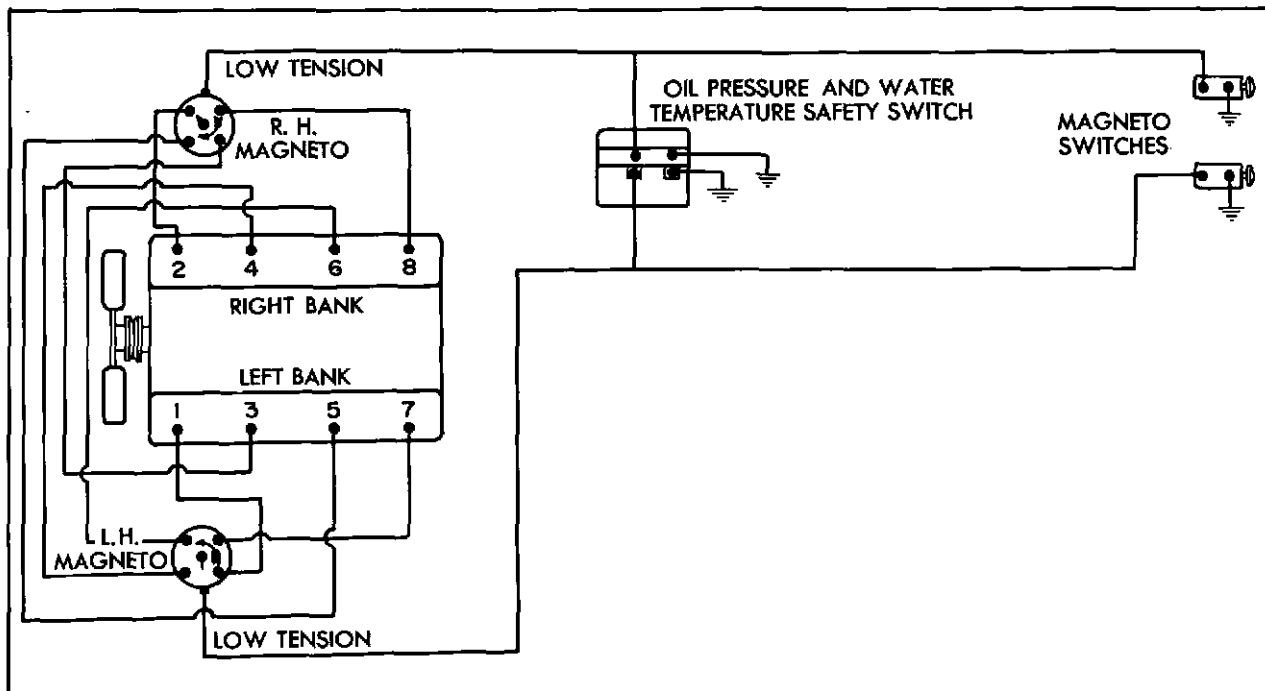 LOW TENSION
OIL PRESSURE AND WATER
TEMPERATURE SAFETY SWITCH
R. H.
MAGNETO
MAGNETO
SWITCHES
2 4 6 8
RIGHT BANK
LEFT BANK
1 3 5 7
L.H.
MAGNETO
LOW TENSION